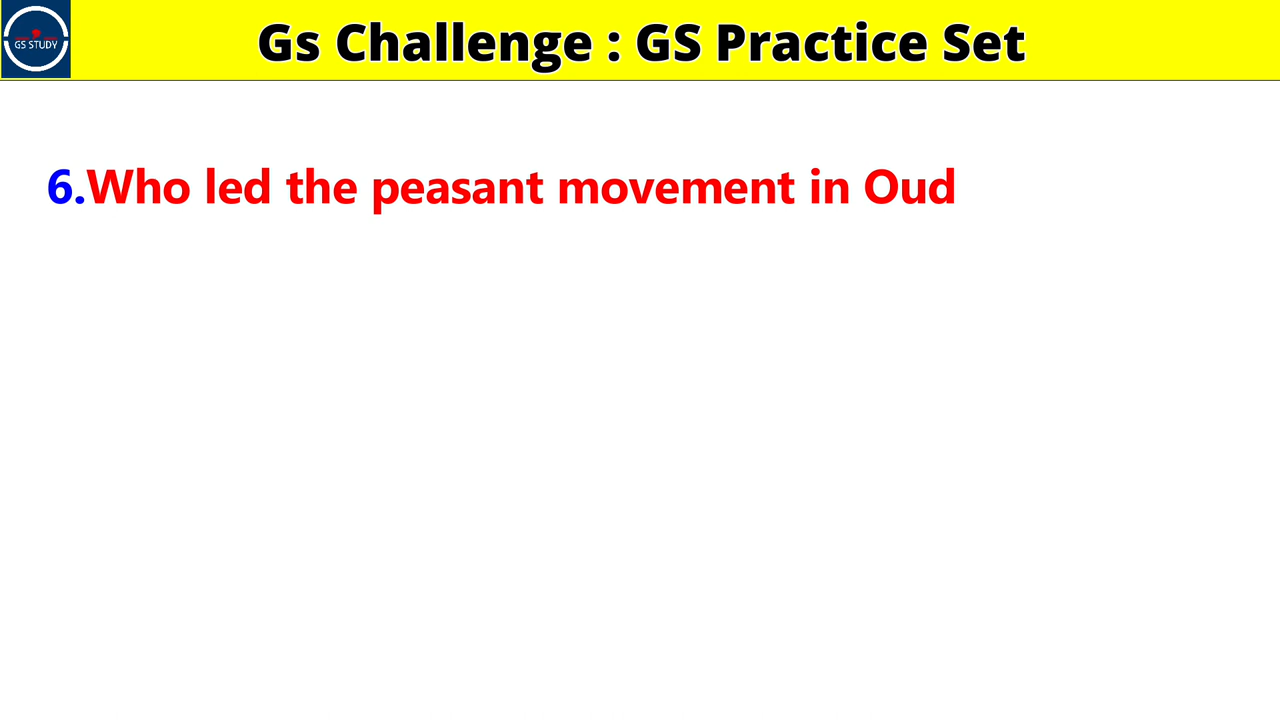 GS STUDY
Gs Challenge : GS Practice Set
6.Who led the peasant movement in Oud